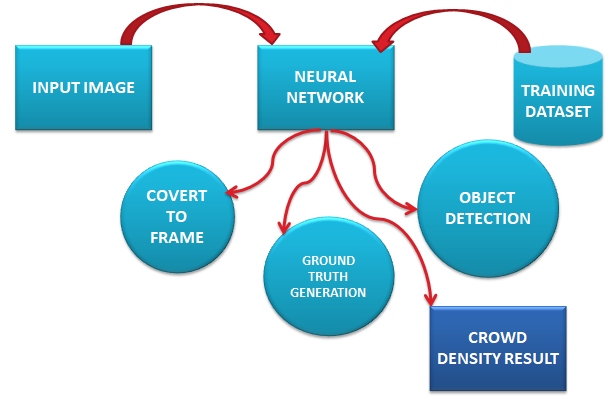 INPUT IMAGE
NEURAL
NETWORK
TRAINING
DATASET
COVERT
TO
FRAME
GROUND
TRUTH
GENERATION
OBJECT
DETECTION
CROWD
DENSITY RESULT